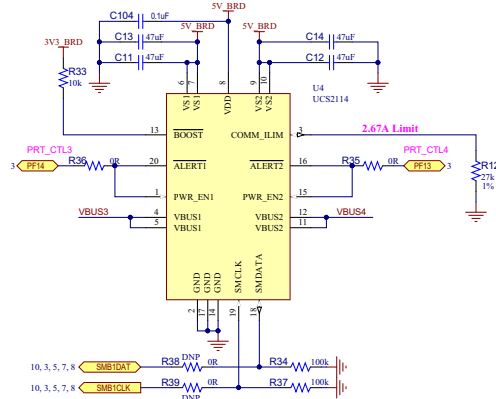 C104 0.1uF 5V_BRD 5V_BRD
C13 47uF 5V_BRD C14 47uF
C11 47uF C12 47uF
3V3_BRD
R33
10k
6 7 8 9 10
VS1 VS1 VDD VS2 VS2
U4
UCS2114
13 BOOST COMM_ILIM 3 2.67A Limit
PRT_CTL3 PRT_CTL4
3 PF14 R36 0R 20 ALERT1 ALERT2 16 R35 0R PF13 3
R12
27k
1%
1 PWR_EN1 PWR_EN2 15
VBUS3 4 VBUS1 VBUS2 12 VBUS4
5 VBUS1 VBUS2 11
GND GND GND SMCLK SMDATA
2 17 14 19 18
10, 3, 5, 7, 8 SMB1DAT R38 DNP 0R R34 100k
10, 3, 5, 7, 8 SMB1CLK R39 DNP 0R R37 100k